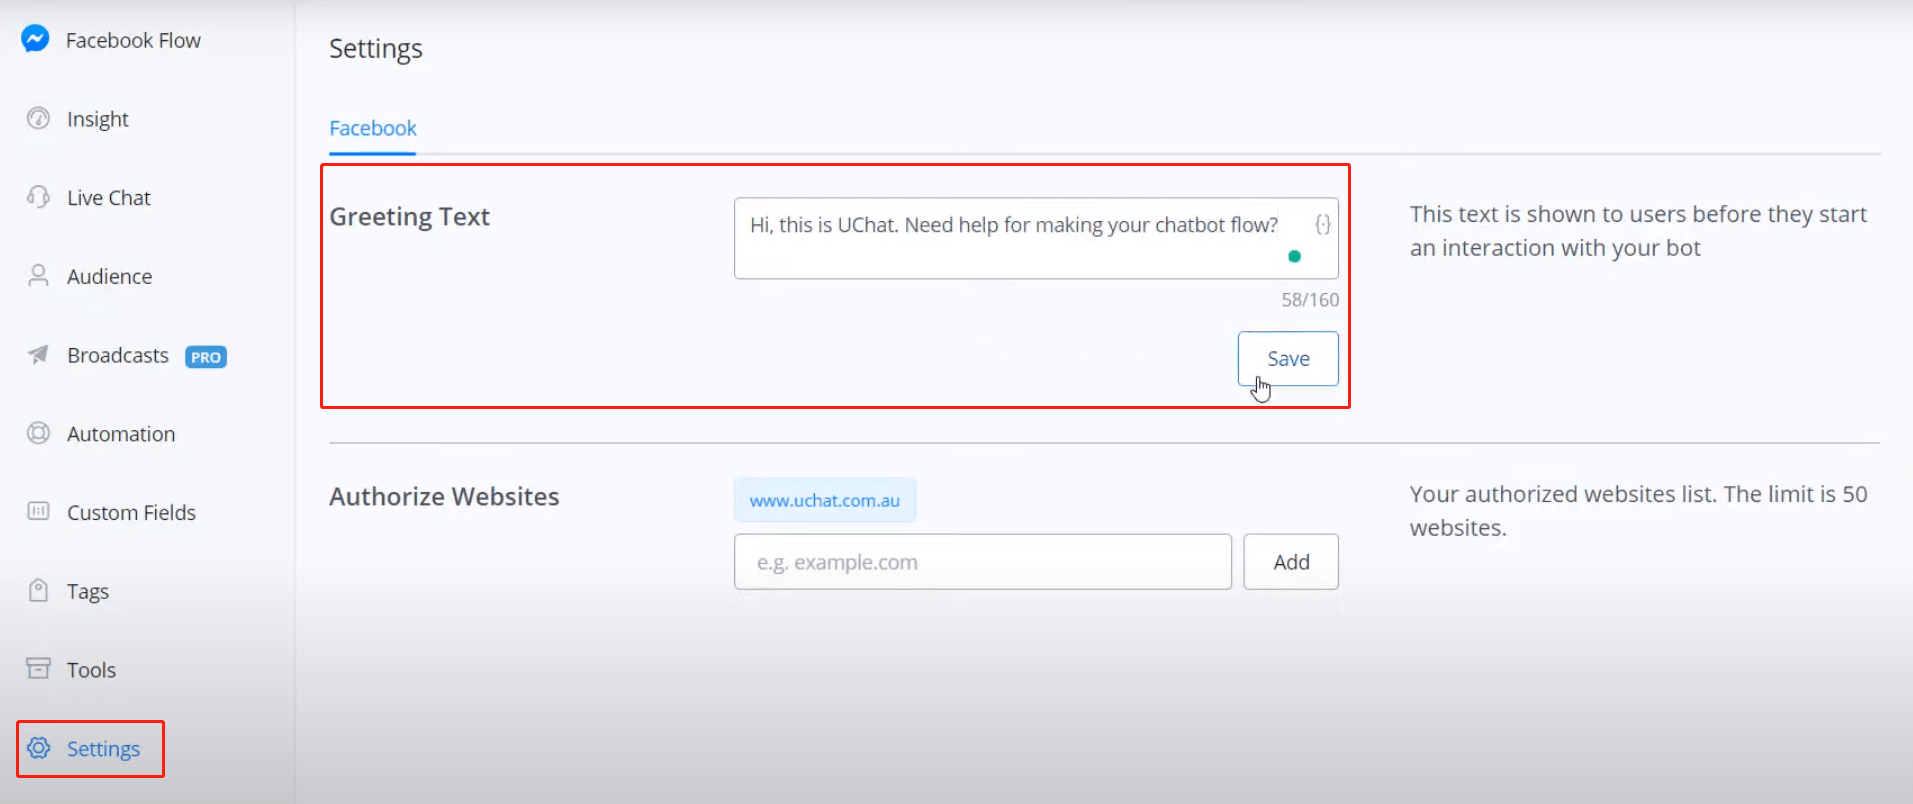 Facebook Flow
Insight
Live Chat
Audience
Broadcasts PRO
Automation
Custom Fields
Tags
Tools
Settings
Settings
Facebook
Greeting Text
Hi, this is UChat. Need help for making your chatbot flow?
58/160
Save
This text is shown to users before they start
an interaction with your bot
Authorize Websites
www.uchat.com.au
e.g. example.com
Add
Your authorized websites list. The limit is 50
websites.